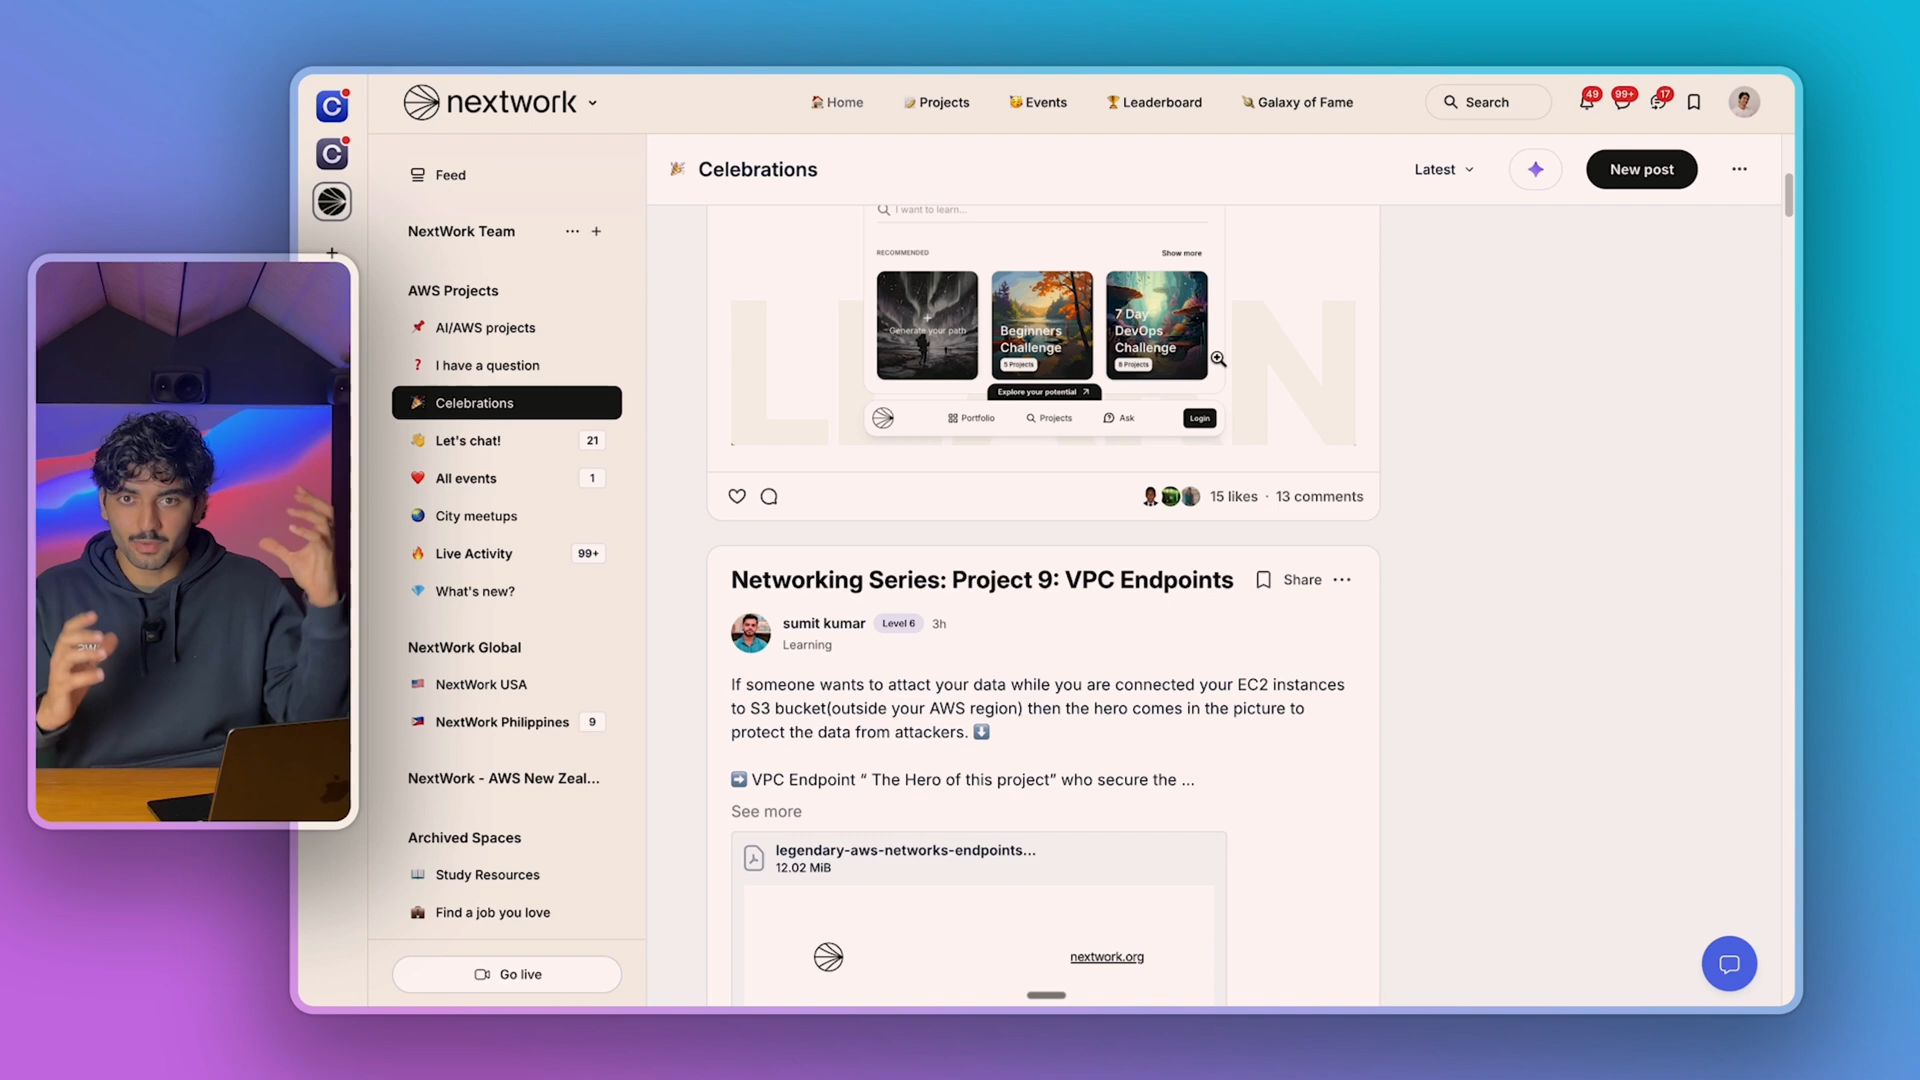 nextwork
Home
Projects
Events
Leaderboard
Galaxy of Fame
Search
49
99+
17
C
C
Feed
NextWork Team
AWS Projects
AI/AWS projects
I have a question
Celebrations
Let's chat!
21
All events
1
City meetups
Live Activity
99+
What's new?
NextWork Global
NextWork USA
NextWork Philippines
9
NextWork - AWS New Zeal...
Archived Spaces
Study Resources
Find a job you love
Go live
Celebrations
Latest
New post
I want to learn...
RECOMMENDED
Show more
Generate your path
Beginners
Challenge
5 Projects
7 Day
DevOps
Challenge
8 Projects
Explore your potential
Portfolio
Projects
Ask
Login
15 likes · 13 comments
Networking Series: Project 9: VPC Endpoints
Share
sumit kumar
Level 6
3h
Learning
If someone wants to attact your data while you are connected your EC2 instances
to S3 bucket(outside your AWS region) then the hero comes in the picture to
protect the data from attackers. ⬇️
➡️ VPC Endpoint “ The Hero of this project” who secure the ...
See more
legendary-aws-networks-endpoints...
12.02 MiB
nextwork.org